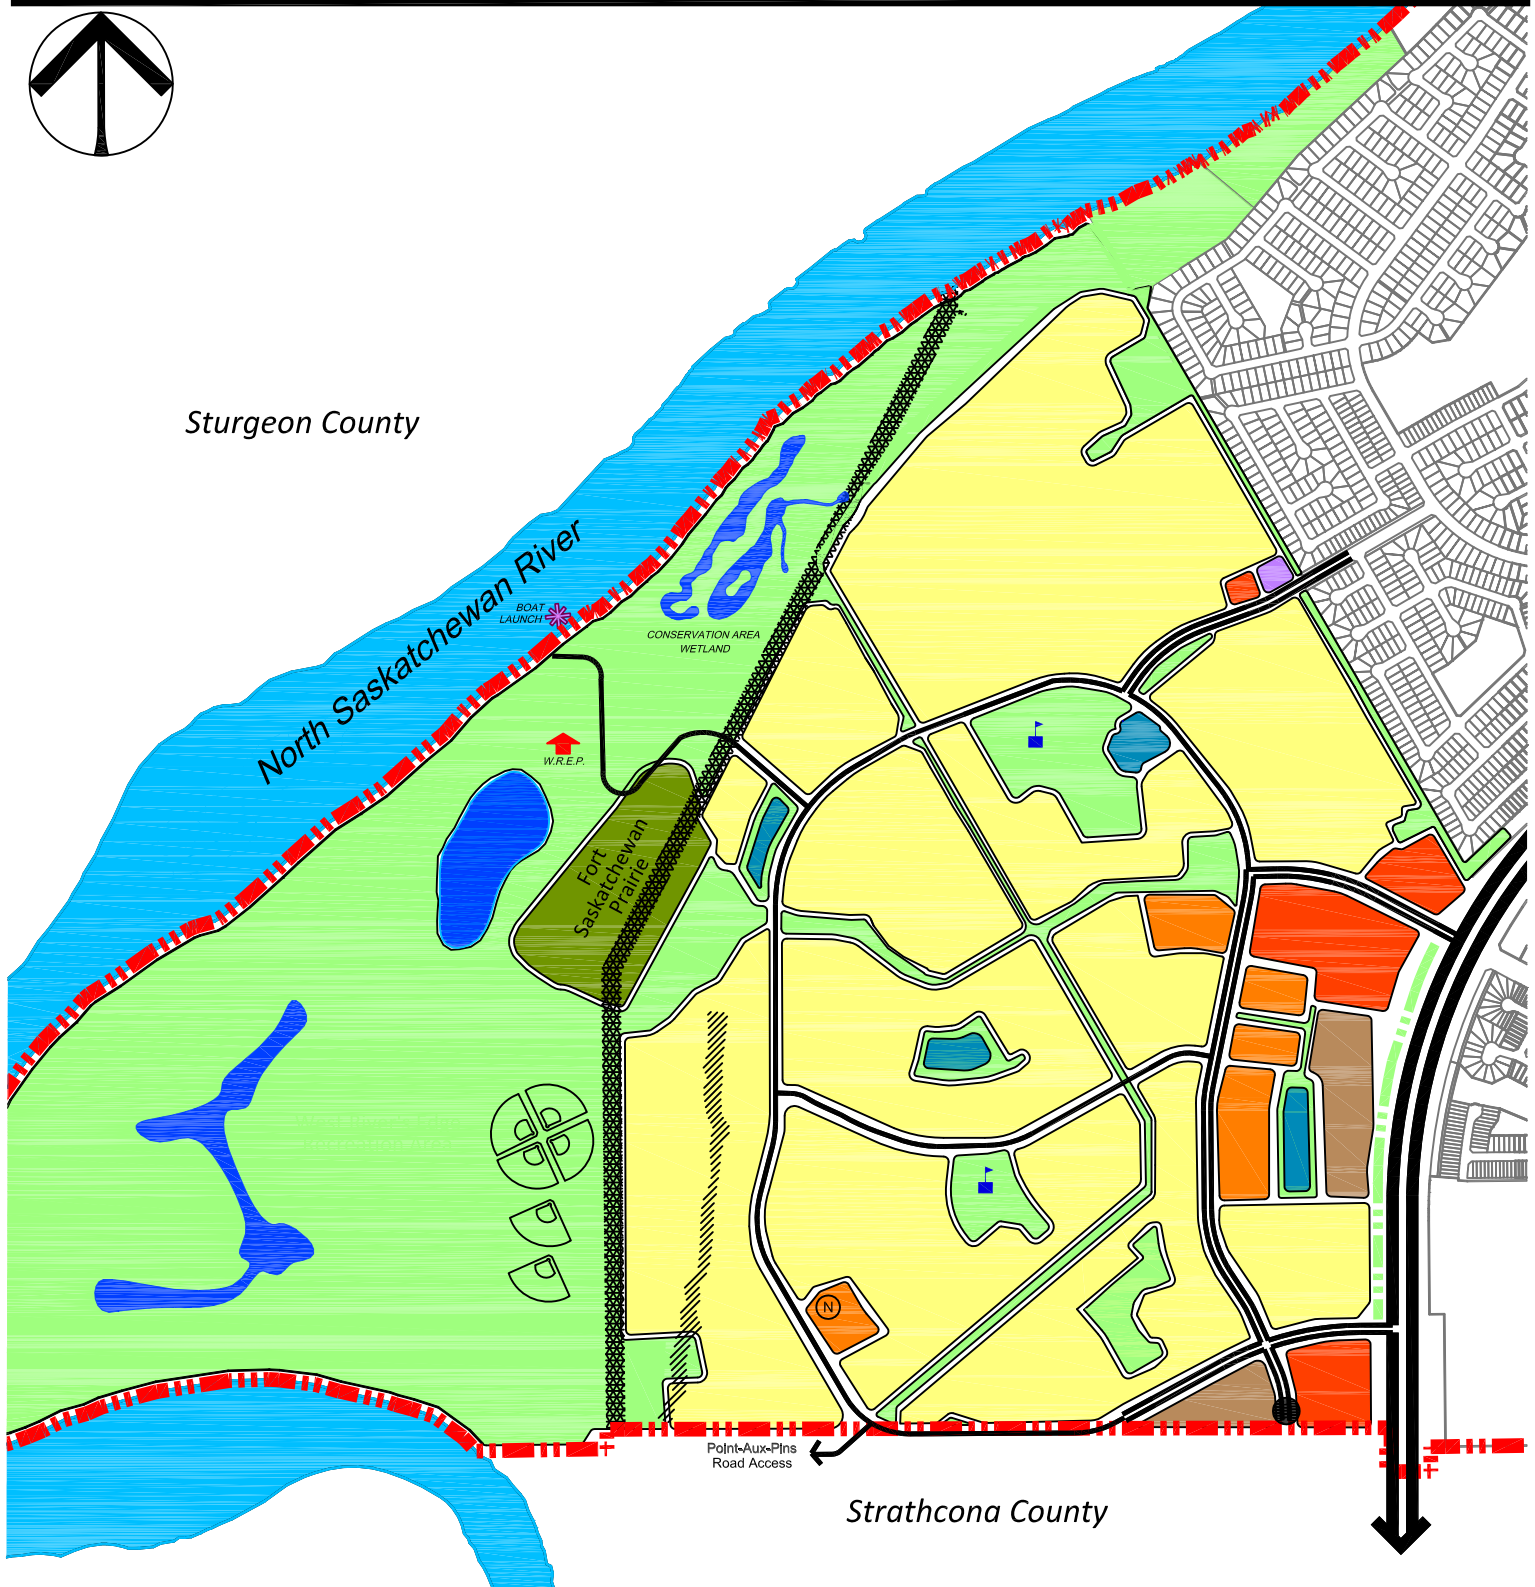 Sturgeon County
North Saskatchewan River
BOAT
LAUNCH
CONSERVATION AREA
WETLAND
W.R.E.P.
Fort
Saskatchewan
Prairie
N
Point-Aux-Pins
Road Access
Strathcona County